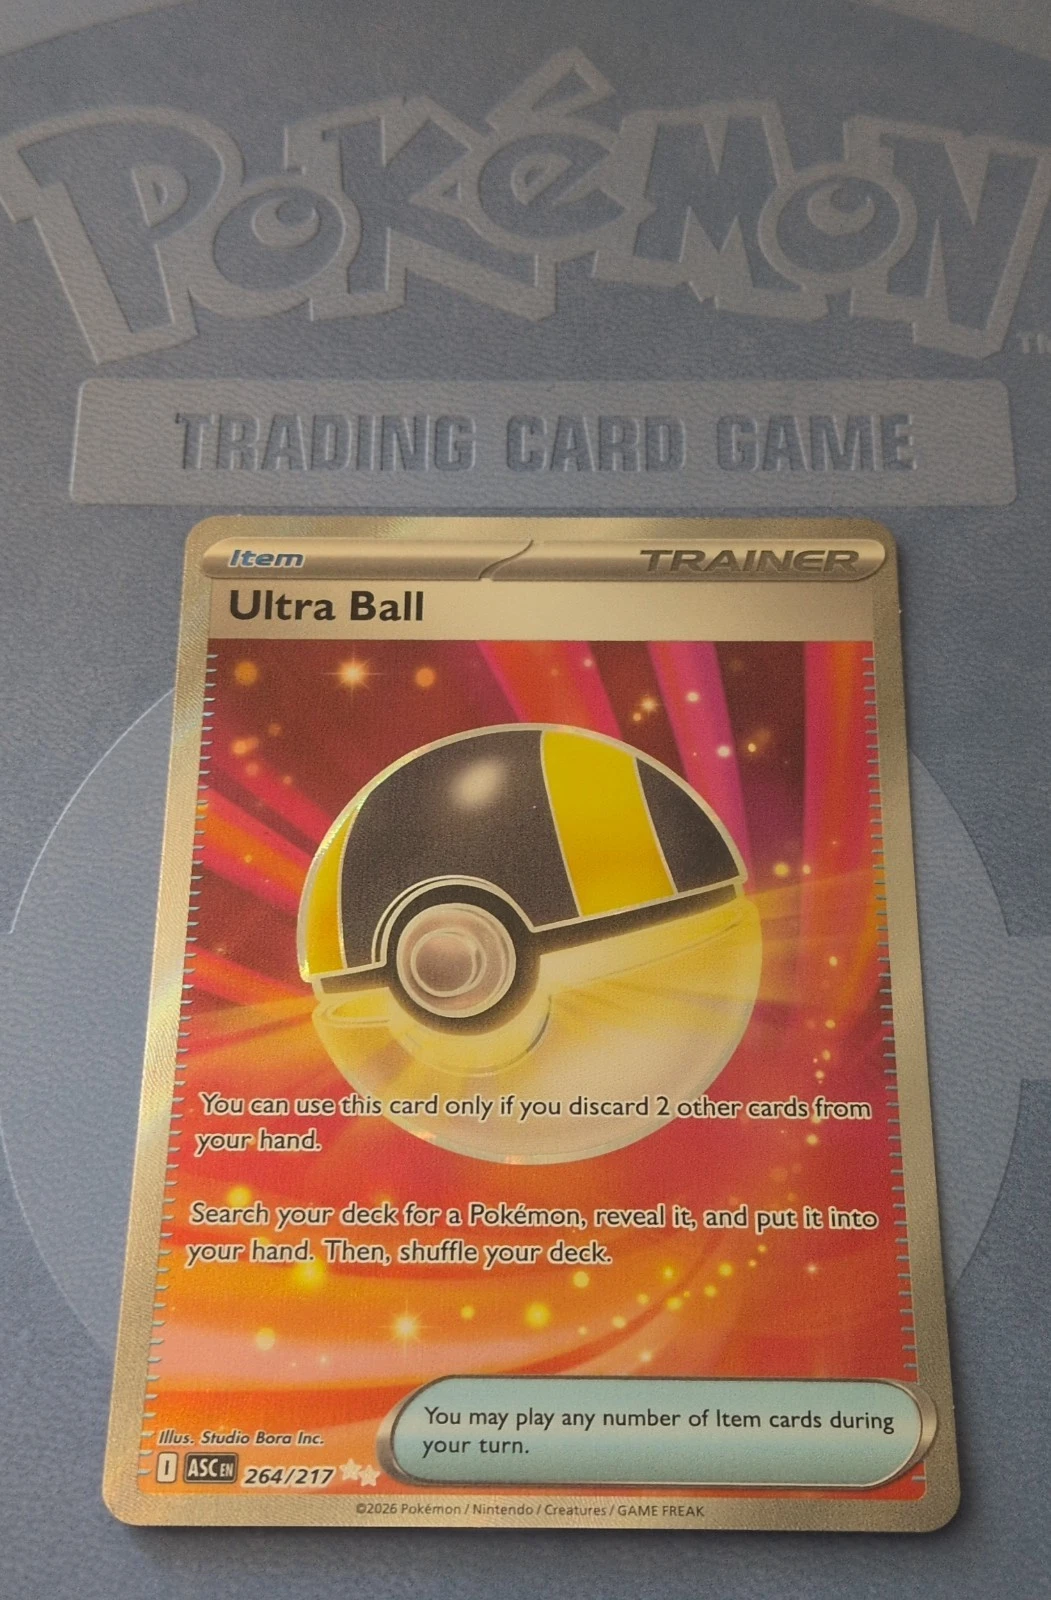 POKéMON
TM
TRADING CARD GAME
Item TRAINER
Ultra Ball
You can use this card only if you discard 2 other cards from
your hand.
Search your deck for a Pokémon, reveal it, and put it into
your hand. Then, shuffle your deck.
You may play any number of Item cards during
your turn.
Illus. Studio Bora Inc.
I ASC EN 264/217
©2026 Pokémon / Nintendo / Creatures / GAME FREAK